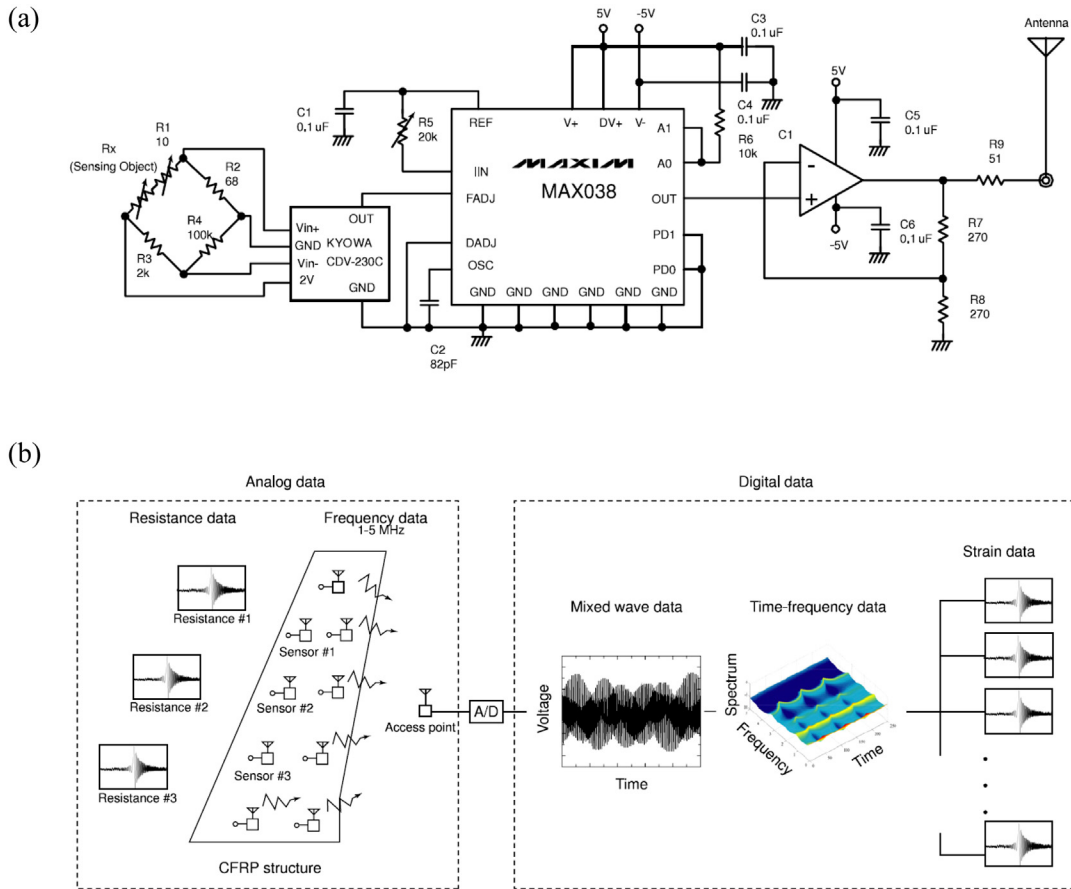 (a)
5V
-5V
C3
0.1 uF
Antenna
C1
0.1 uF
R5
20k
REF
V+
DV+
V-
A1
C4
0.1 uF
5V
C5
0.1 uF
R1
10
Rx
(Sensing Object)
R2
68
MAXIM
MAX038
IIN
A0
R6
10k
C1
-
+
R9
51
R4
100k
R3
2k
OUT
Vin+
GND
Vin-
2V
KYOWA
CDV-230C
GND
FADJ
OUT
DADJ
OSC
PD1
PD0
GND
GND
GND
GND
GND
GND
C6
0.1 uF
-5V
R7
270
R8
270
C2
82pF
(b)
Analog data
Digital data
Resistance data
Frequency data
1-5 MHz
Strain data
Resistance #1
Sensor #1
Mixed wave data
Time-frequency data
Resistance #2
Sensor #2
Access point
A/D
Voltage
Time
Spectrum
Frequency
Time
Resistance #3
Sensor #3
CFRP structure